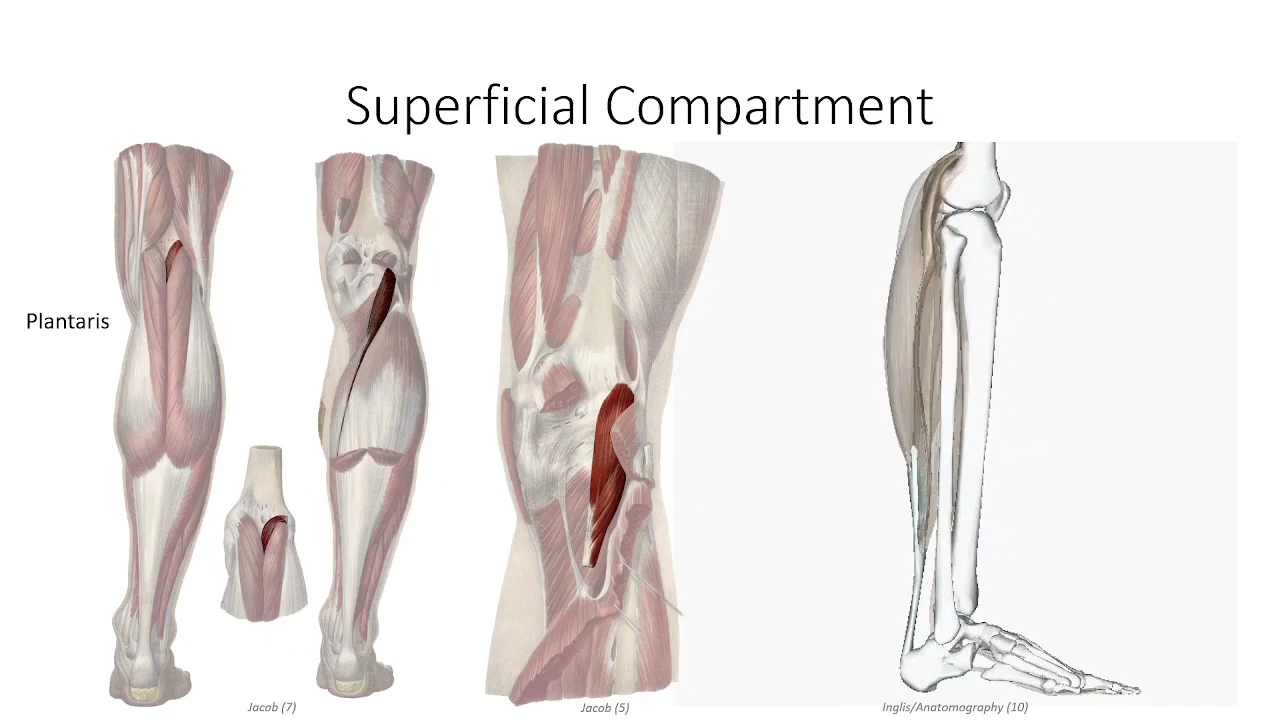 Superficial Compartment
Plantaris
Jacob (7)
Jacob (5)
Inglis/Anatomography (10)